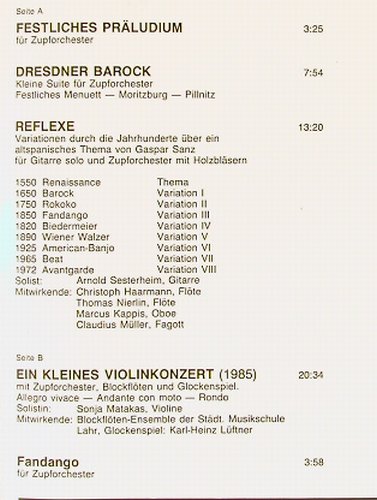 Seite A
FESTLICHES PRÄLUDIUM 3:25
für Zupforchester
DRESDNER BAROCK 7:54
Kleine Suite für Zupforchester
Festliches Menuett — Moritzburg — Pillnitz
REFLEXE 13:20
Variationen durch die Jahrhunderte über ein
altspanisches Thema von Gaspar Sanz
für Gitarre solo und Zupforchester mit Holzbläsern
1550 Renaissance Thema
1650 Barock Variation I
1750 Rokoko Variation II
1850 Fandango Variation III
1820 Biedermeier Variation IV
1890 Wiener Walzer Variation V
1925 American-Banjo Variation VI
1965 Beat Variation VII
1972 Avantgarde Variation VIII
Solist: Arnold Sesterheim, Gitarre
Mitwirkende: Christoph Haarmann, Flöte
Thomas Nierlin, Flöte
Marcus Kappis, Oboe
Claudius Müller, Fagott
Seite B
EIN KLEINES VIOLINKONZERT (1985) 20:34
mit Zupforchester, Blockflöten und Glockenspiel.
Allegro vivace — Andante con moto — Rondo
Solistin: Sonja Matakas, Violine
Mitwirkende: Blockflöten-Ensemble der Städt. Musikschule
Lahr, Glockenspiel: Karl-Heinz Lüftner
Fandango 3:58
für Zupforchester